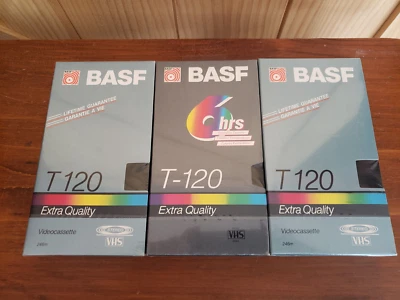 BASF
LIFETIME GUARANTEE
GARANTIE A VIE
T 120
Extra Quality
Videocassette
VHS
BASF
6 hrs
T-120
Extra Quality
VHS
BASF
LIFETIME GUARANTEE
GARANTIE A VIE
T 120
Extra Quality
Videocassette
VHS